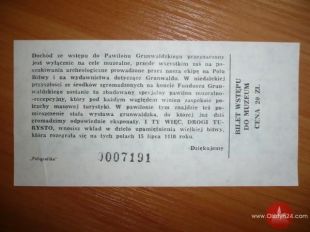 Dochód ze wstępu do Pawilonu Grunwaldzkiego przeznaczony
jest wyłącznie na cele muzealne, przede wszystkim zaś na po-
szukiwania archeologiczne prowadzone przez naszą ekipę na Polu
Bitwy i na wydawnictwa dotyczące Grunwaldu. W niedalekiej
przyszłości ze środków zgromadzonych na koncie Funduszu Grun-
waldzkiego zostanie tu zbudowany specjalny pawilon muzealno-
-recepcyjny, który pod każdym względem winien zaspokoić po-
trzeby masowej turystyki. W pawilonie tym znajdzie też po-
mieszczenie stała wystawa grunwaldzka, do której już dziś
gromadzimy odpowiednie eksponaty. I TY WIĘC, DROGI TU-
RYSTO, wnosisz wkład w dzieło upamiętnienia wielkiej bitwy,
która rozegrała się na tych polach 15 lipca 1410 roku.
Dziękujemy
„Poligrafika”
0007191
BILET WSTĘPU
DO MUZEUM
CENA 20 ZŁ
Olsztyn24.com